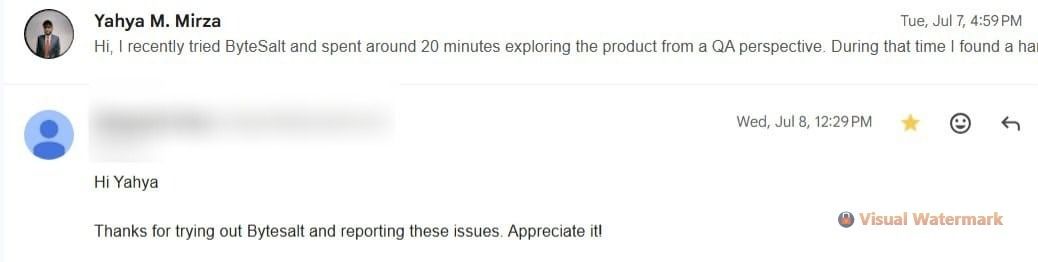 Yahya M. Mirza
Tue, Jul 7, 4:59 PM
Hi, I recently tried ByteSalt and spent around 20 minutes exploring the product from a QA perspective. During that time I found a
Wed, Jul 8, 12:29 PM
Hi Yahya
Thanks for trying out Bytesalt and reporting these issues. Appreciate it!
Visual Watermark